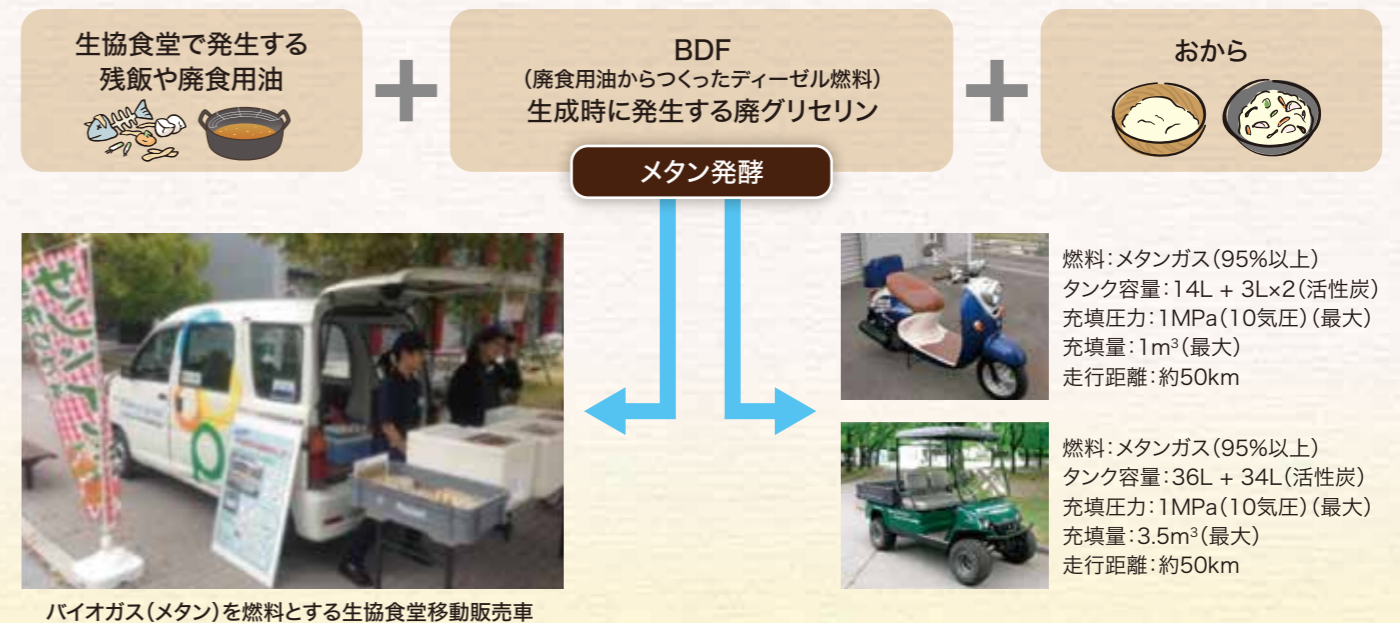 生協食堂で発生する
残飯や廃食用油
BDF
（廃食用油からつくったディーゼル燃料）
生成時に発生する廃グリセリン
おから
メタン発酵
燃料：メタンガス（95%以上）
タンク容量：14L + 3L×2（活性炭）
充填圧力：1MPa（10気圧）（最大）
充填量：1m³（最大）
走行距離：約50km
燃料：メタンガス（95%以上）
タンク容量：36L + 34L（活性炭）
充填圧力：1MPa（10気圧）（最大）
充填量：3.5m³（最大）
走行距離：約50km
バイオガス（メタン）を燃料とする生協食堂移動販売車